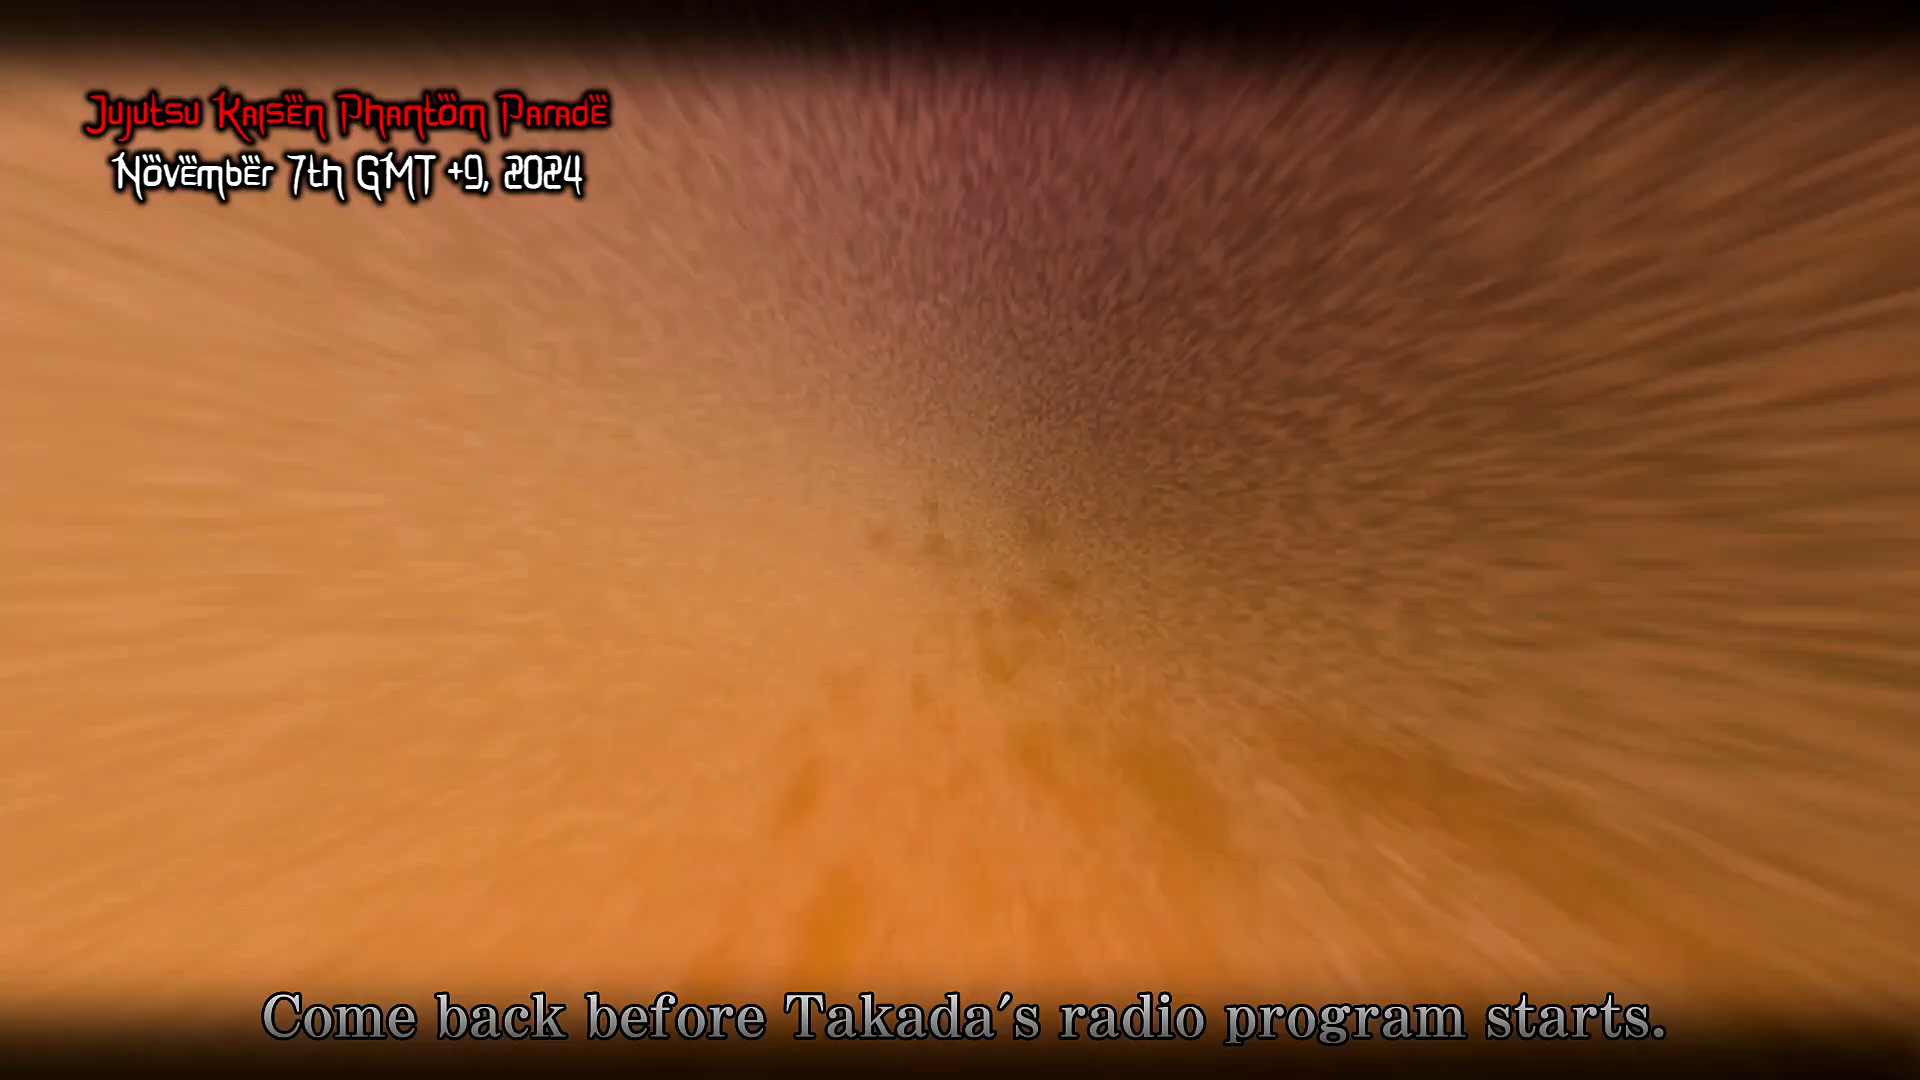 Jujutsu Kaisen Phantom Parade
November 7th GMT +9, 2024
Come back before Takada's radio program starts.